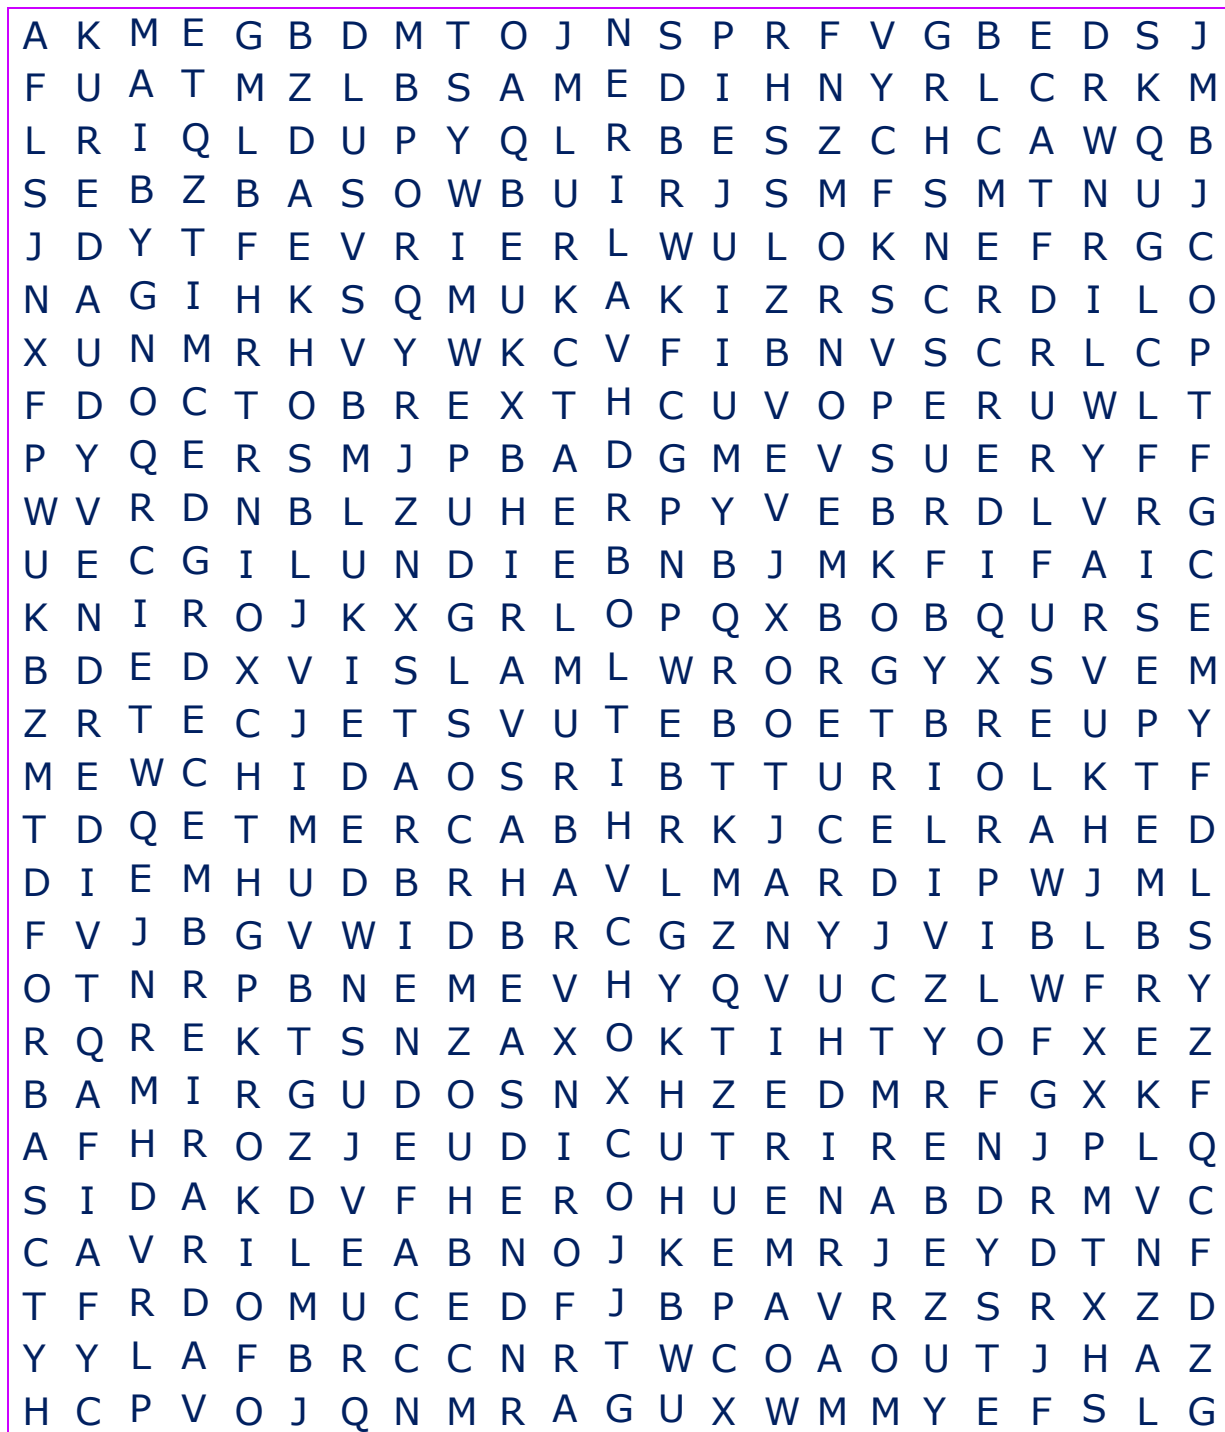 A K M E G B D M T O J N S P R F V G B E D S J
F U A T M Z L B S A M E D I H N Y R L C R K M
L R I Q L D U P Y Q L R B E S Z C H C A W Q B
S E B Z B A S O W B U I R J S M F S M T N U J
J D Y T F E V R I E R L W U L O K N E F R G C
N A G I H K S Q M U K A K I Z R S C R D I L O
X U N M R H V Y W K C V F I B N V S C R L C P
F D O C T O B R E X T H C U V O P E R U W L T
P Y Q E R S M J P B A D G M E V S U E R Y F F
W V R D N B L Z U H E R P Y V E B R D L V R G
U E C G I L U N D I E B N B J M K F I F A I C
K N I R O J K X G R L O P Q X B O B Q U R S E
B D E D X V I S L A M L W R O R G Y X S V E M
Z R T E C J E T S V U T E B O E T B R E U P Y
M E W C H I D A O S R I B T T U R I O L K T F
T D Q E T M E R C A B H R K J C E L R A H E D
D I E M H U D B R H A V L M A R D I P W J M L
F V J B G V W I D B R C G Z N Y J V I B L B S
O T N R P B N E M E V H Y Q V U C Z L W F R Y
R Q R E K T S N Z A X O K T I H T Y O F X E Z
B A M I R G U D O S N X H Z E D M R F G X K F
A F H R O Z J E U D I C U T R I R E N J P L Q
S I D A K D V F H E R O H U E N A B D R M V C
C A V R I L E A B N O J K E M R J E Y D T N F
T F R D O M U C E D F J B P A V R Z S R X Z D
Y Y L A F B R C C N R T W C O A O U T J H A Z
H C P V O J Q N M R A G U X W M M Y E F S L G